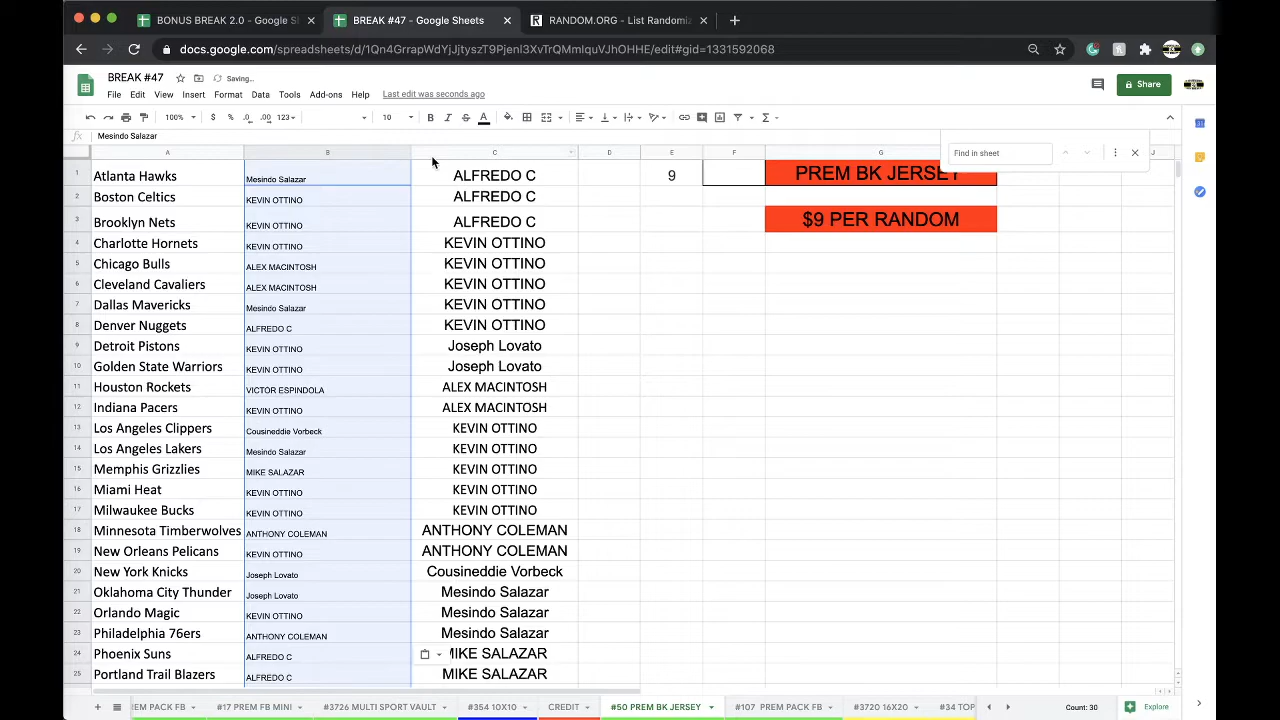 BONUS BREAK 2.0 - Google S
BREAK #47 - Google Sheets
RANDOM.ORG - List Randomiz
docs.google.com/spreadsheets/d/1Qn4GrrapWdYjJjtyszT9Pjenl3XvTrQMmlquVJhOHHE/edit#gid=1331592068
BREAK #47
Saving...
File Edit View Insert Format Data Tools Add-ons Help Last edit was seconds ago
Share
100% $ % .0 .00 123 10 B I S A
fx Mesindo Salazar
Find in sheet
A B C D E F G J
1 Atlanta Hawks Mesindo Salazar ALFREDO C 9 PREM BK JERSEY
2 Boston Celtics KEVIN OTTINO ALFREDO C
3 Brooklyn Nets KEVIN OTTINO ALFREDO C $9 PER RANDOM
4 Charlotte Hornets KEVIN OTTINO KEVIN OTTINO
5 Chicago Bulls ALEX MACINTOSH KEVIN OTTINO
6 Cleveland Cavaliers ALEX MACINTOSH KEVIN OTTINO
7 Dallas Mavericks Mesindo Salazar KEVIN OTTINO
8 Denver Nuggets ALFREDO C KEVIN OTTINO
9 Detroit Pistons KEVIN OTTINO Joseph Lovato
10 Golden State Warriors KEVIN OTTINO Joseph Lovato
11 Houston Rockets VICTOR ESPINDOLA ALEX MACINTOSH
12 Indiana Pacers KEVIN OTTINO ALEX MACINTOSH
13 Los Angeles Clippers Cousineddie Vorbeck KEVIN OTTINO
14 Los Angeles Lakers Mesindo Salazar KEVIN OTTINO
15 Memphis Grizzlies MIKE SALAZAR KEVIN OTTINO
16 Miami Heat KEVIN OTTINO KEVIN OTTINO
17 Milwaukee Bucks KEVIN OTTINO KEVIN OTTINO
18 Minnesota Timberwolves ANTHONY COLEMAN ANTHONY COLEMAN
19 New Orleans Pelicans KEVIN OTTINO ANTHONY COLEMAN
20 New York Knicks Joseph Lovato Cousineddie Vorbeck
21 Oklahoma City Thunder Joseph Lovato Mesindo Salazar
22 Orlando Magic KEVIN OTTINO Mesindo Salazar
23 Philadelphia 76ers ANTHONY COLEMAN Mesindo Salazar
24 Phoenix Suns ALFREDO C MIKE SALAZAR
25 Portland Trail Blazers ALFREDO C MIKE SALAZAR
REM PACK FB #17 PREM FB MINI #3726 MULTI SPORT VAULT #354 10X10 CREDIT #50 PREM BK JERSEY #107 PREM PACK FB #3720 16X20 #34 TOP Count: 30 Explore